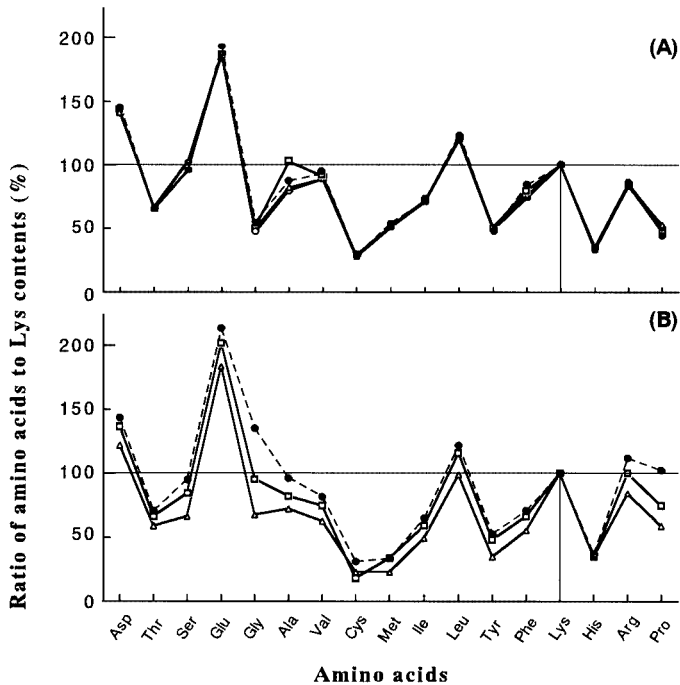 Ratio of amino acids to Lys contents (%)
(A)
200
150
100
50
0
(B)
200
150
100
50
0
Asp Thr Ser Glu Gly Ala Val Cys Met Ile Leu Tyr Phe Lys His Arg Pro
Amino acids